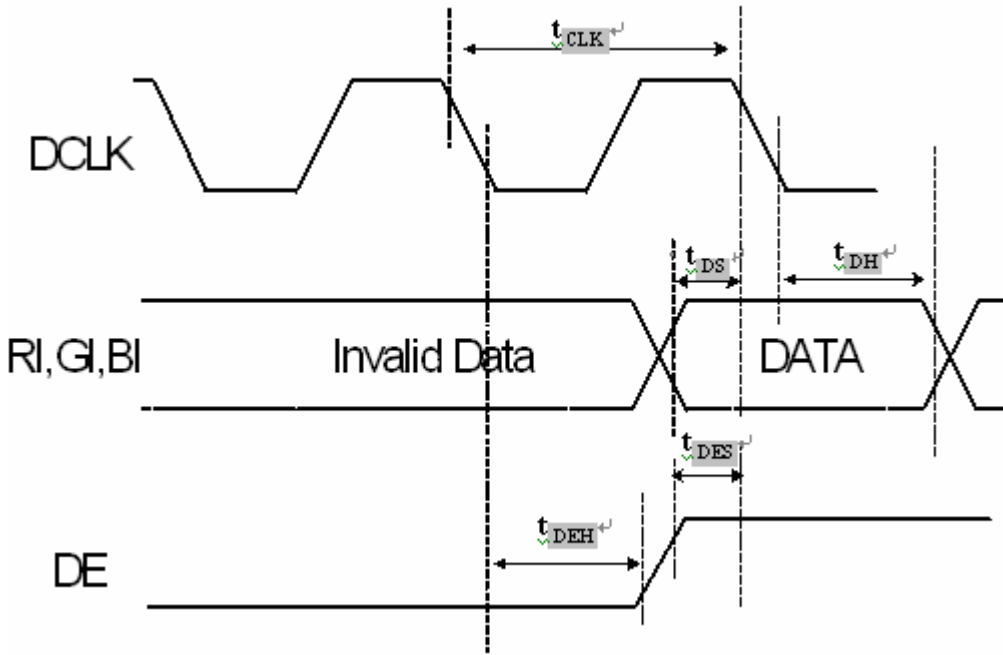 tCLK
DCLK
tDS
tDH
RI,GI,BI
Invalid Data
DATA
tDES
tDEH
DE